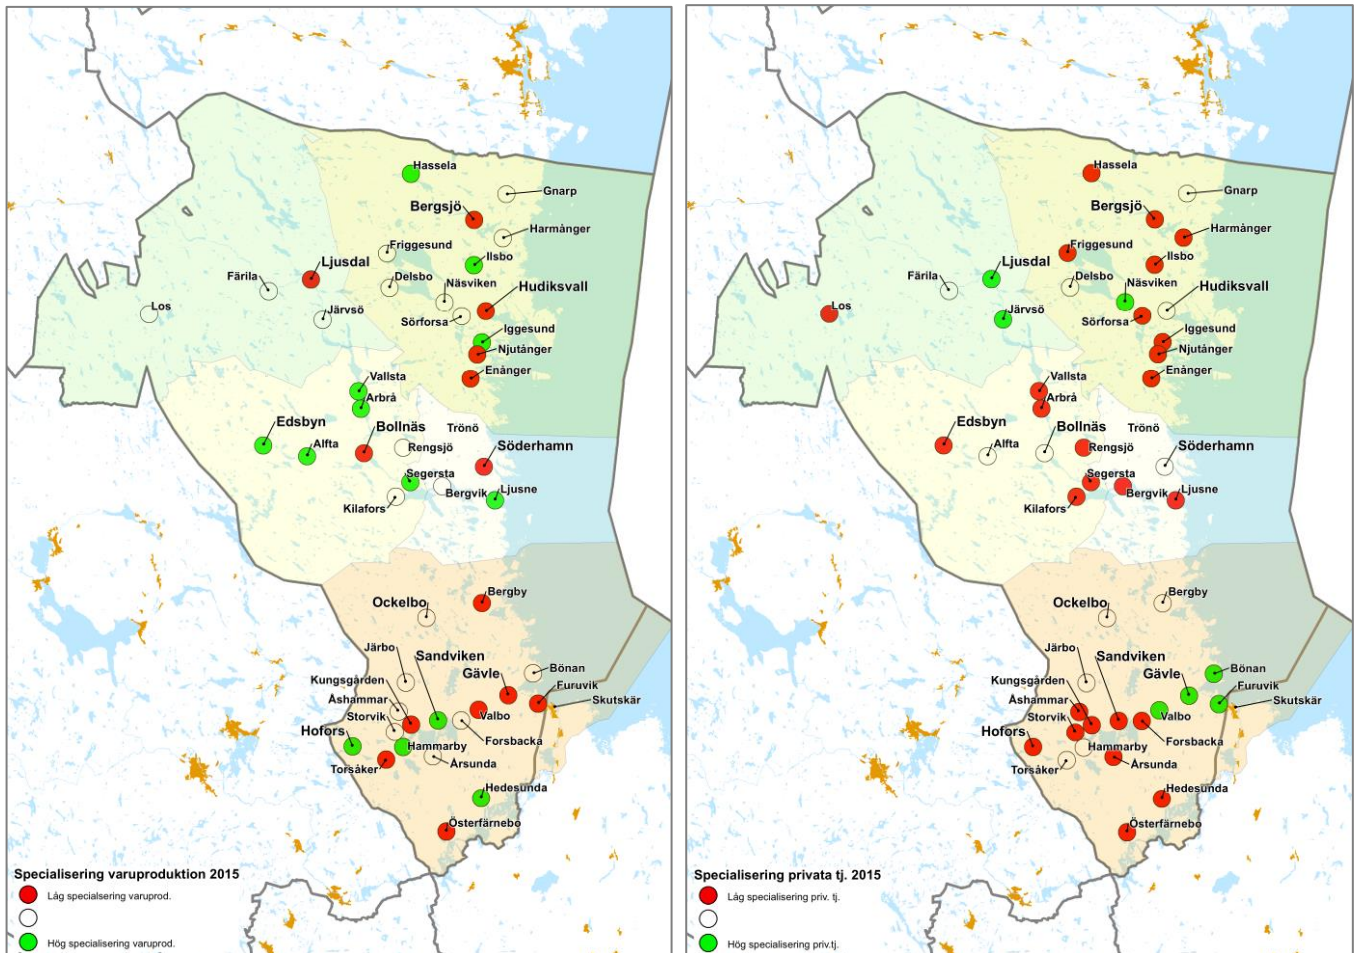 Hassela
Gnarp
Bergsjö
Harmånger
Friggesund
Ilsbo
Ljusdal
Färila
Delsbo
Näsviken
Hudiksvall
Los
Järvsö
Sörforsa
Iggesund
Njutånger
Enånger
Vallsta
Arbrå
Edsbyn
Bollnäs
Trönö
Alfta
Rengsjö
Söderhamn
Segersta
Bergvik
Ljusne
Kilafors
Bergby
Ockelbo
Järbo
Sandviken
Bönan
Kungsgården
Gävle
Furuvik
Åshammar
Skutskär
Storvik
Valbo
Hofors
Forsbacka
Hammarby
Torsåker
Årsunda
Hedesunda
Österfärnebo
Specialisering varuproduktion 2015
Låg specialsering varuprod.
Hög specialisering varuprod.
Hassela
Gnarp
Bergsjö
Harmånger
Friggesund
Ilsbo
Ljusdal
Färila
Delsbo
Näsviken
Hudiksvall
Los
Järvsö
Sörforsa
Iggesund
Njutånger
Enånger
Vallsta
Arbrå
Edsbyn
Bollnäs
Trönö
Alfta
Rengsjö
Söderhamn
Segersta
Bergvik
Ljusne
Kilafors
Bergby
Ockelbo
Järbo
Sandviken
Bönan
Kungsgården
Gävle
Furuvik
Åshammar
Skutskär
Storvik
Valbo
Hofors
Forsbacka
Hammarby
Torsåker
Årsunda
Hedesunda
Österfärnebo
Specialisering privata tj. 2015
Låg specialisering priv. tj.
Hög specialisering priv.tj.